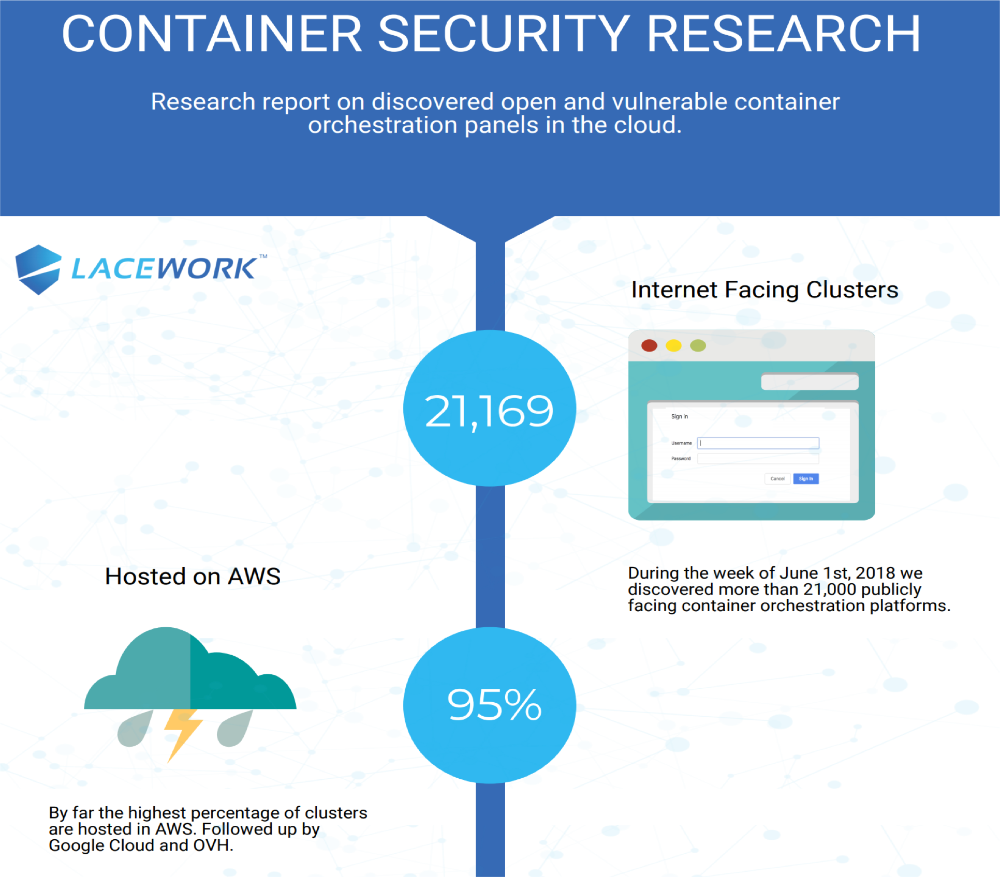 CONTAINER SECURITY RESEARCH
Research report on discovered open and vulnerable container
orchestration panels in the cloud.
LACEWORK™
Internet Facing Clusters
21,169
Sign in
Username
Password
Cancel
Sign In
During the week of June 1st, 2018 we
discovered more than 21,000 publicly
facing container orchestration platforms.
Hosted on AWS
95%
By far the highest percentage of clusters
are hosted in AWS. Followed up by
Google Cloud and OVH.